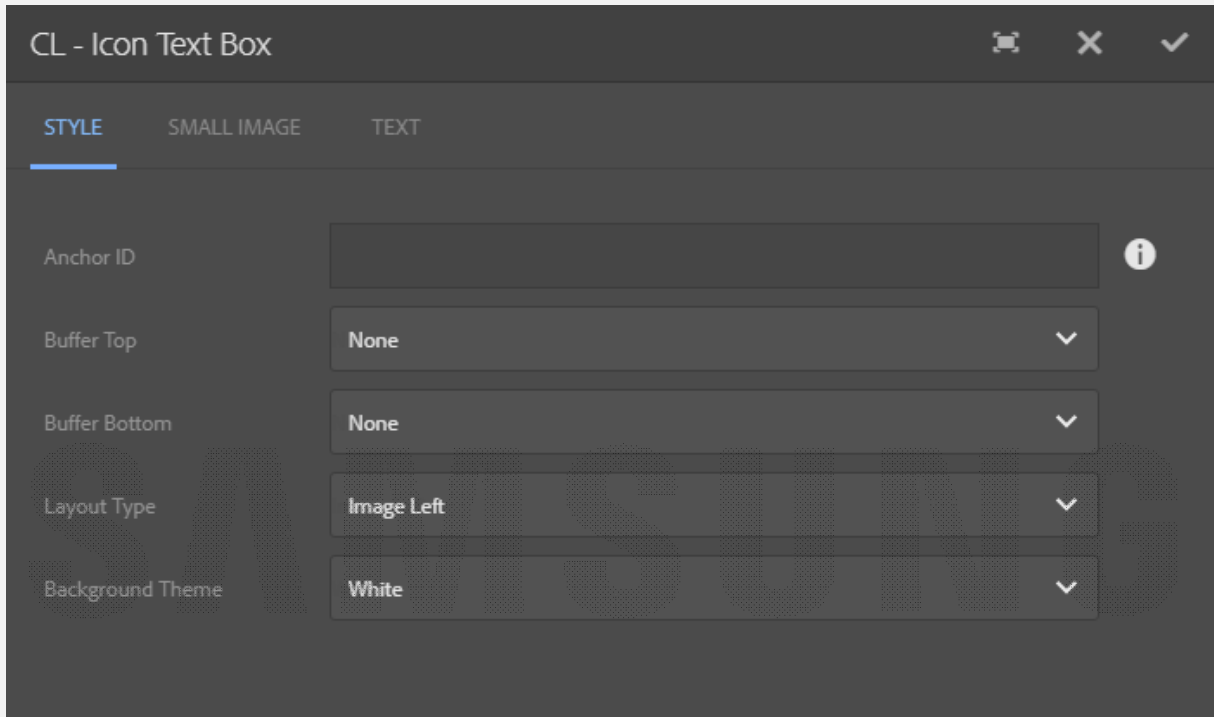 CL - Icon Text Box
STYLE SMALL IMAGE TEXT
Anchor ID
Buffer Top None
Buffer Bottom None
Layout Type Image Left
Background Theme White
SAMSUNG